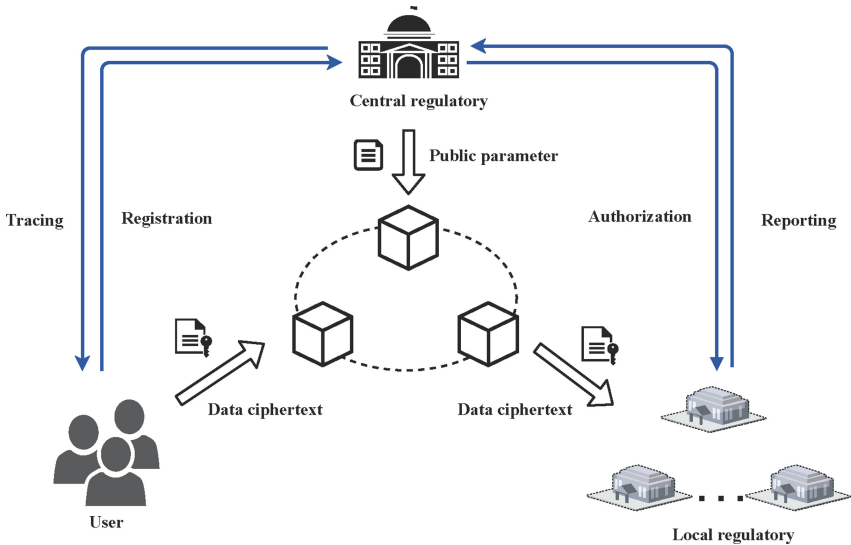 Central regulatory
Public parameter
Tracing
Registration
Authorization
Reporting
Data ciphertext
Data ciphertext
User
Local regulatory